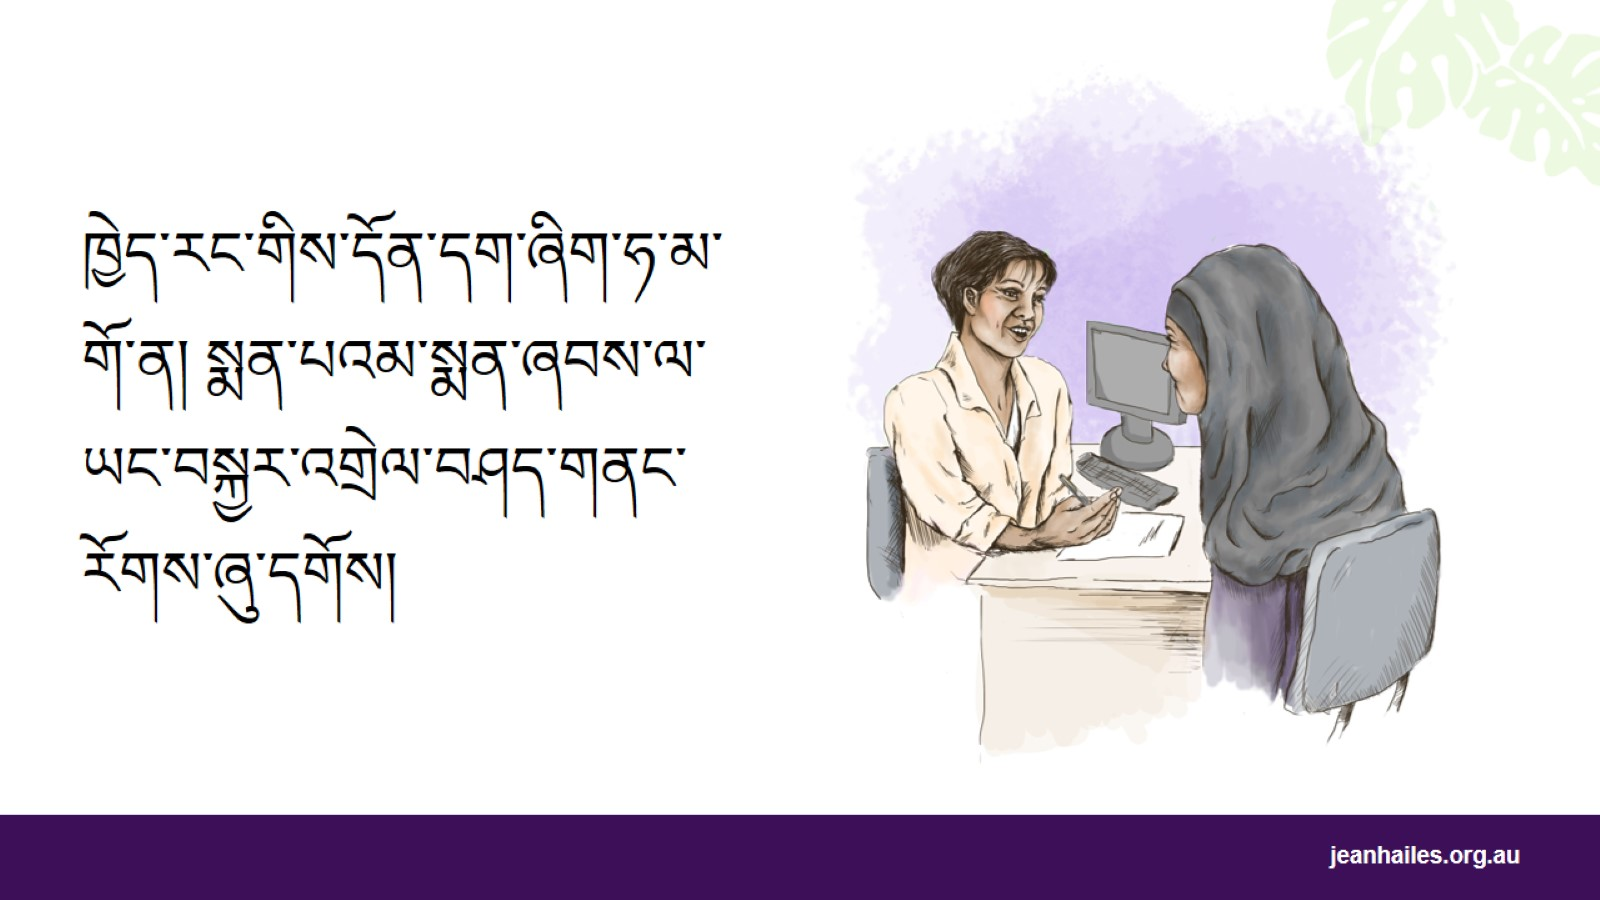 ཁྱེད་རང་གིས་དོན་དག་ཞིག་ཧ་མ་
གོ་ན། སྨན་པའམ་སྨན་ཞབས་ལ་
ཡང་བསྐྱར་འགྲེལ་བཤད་གནང་
རོགས་ཞུ་དགོས།
jeanhailes.org.au